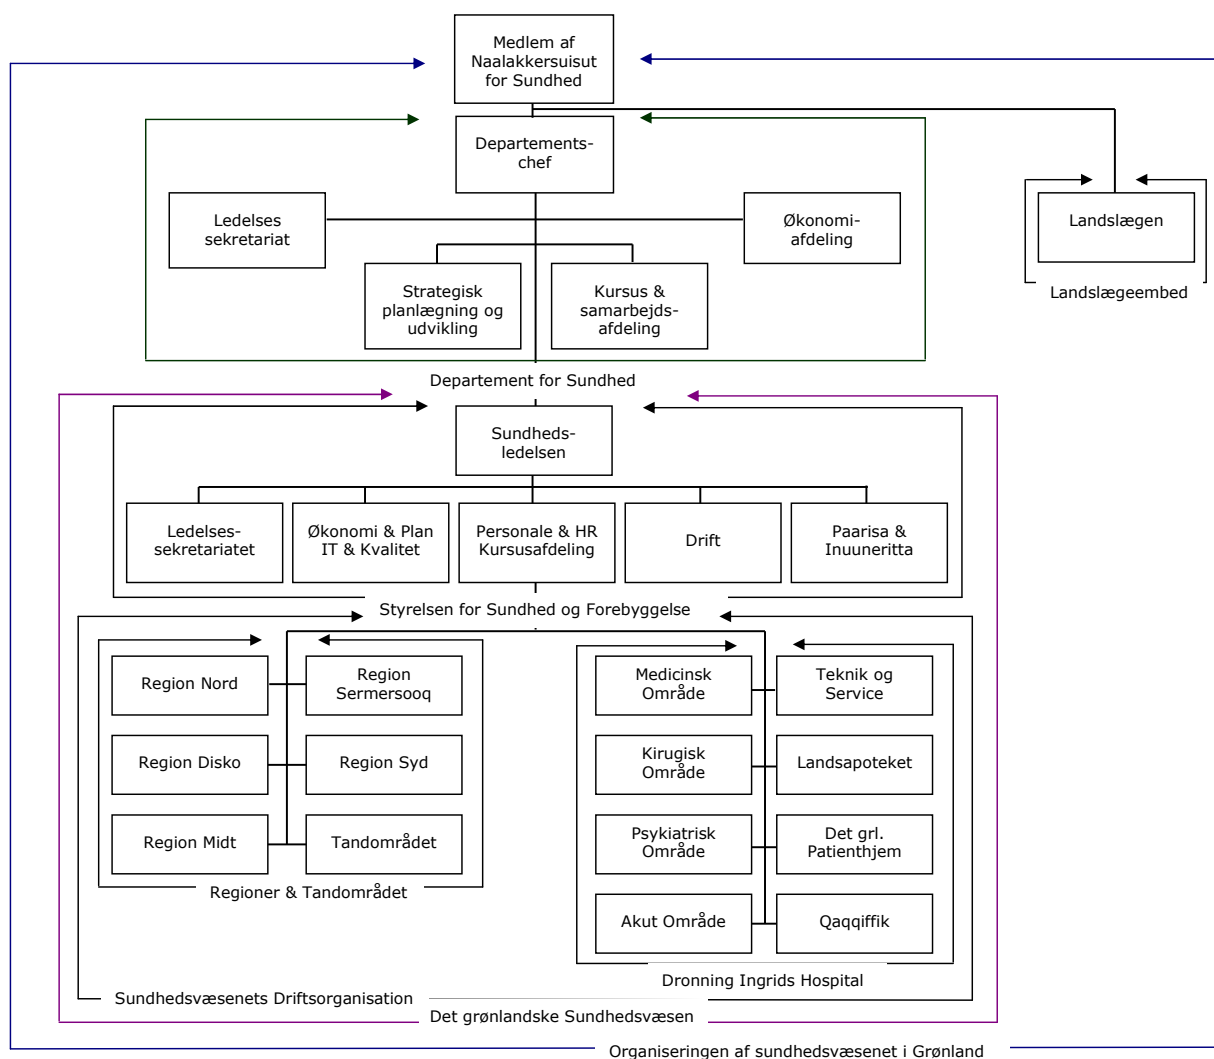 Medlem af
Naalakkersuisut
for Sundhed
Departements-
chef
Ledelses
sekretariat
Økonomi-
afdeling
Landslægen
Strategisk
planlægning og
udvikling
Kursus &
samarbejds-
afdeling
Landslægeembed
Departement for Sundhed
Sundheds-
ledelsen
Ledelses-
sekretariatet
Økonomi & Plan
IT & Kvalitet
Personale & HR
Kursusafdeling
Drift
Paarisa &
Inuuneritta
Styrelsen for Sundhed og Forebyggelse
Region Nord
Region
Sermersooq
Region Disko
Region Syd
Region Midt
Tandområdet
Regioner & Tandområdet
Medicinsk
Område
Teknik og
Service
Kirugisk
Område
Landsapoteket
Psykiatrisk
Område
Det grl.
Patienthjem
Akut Område
Qaqqiffik
Dronning Ingrids Hospital
Sundhedsvæsenets Driftsorganisation
Det grønlandske Sundhedsvæsen
Organiseringen af sundhedsvæsenet i Grønland